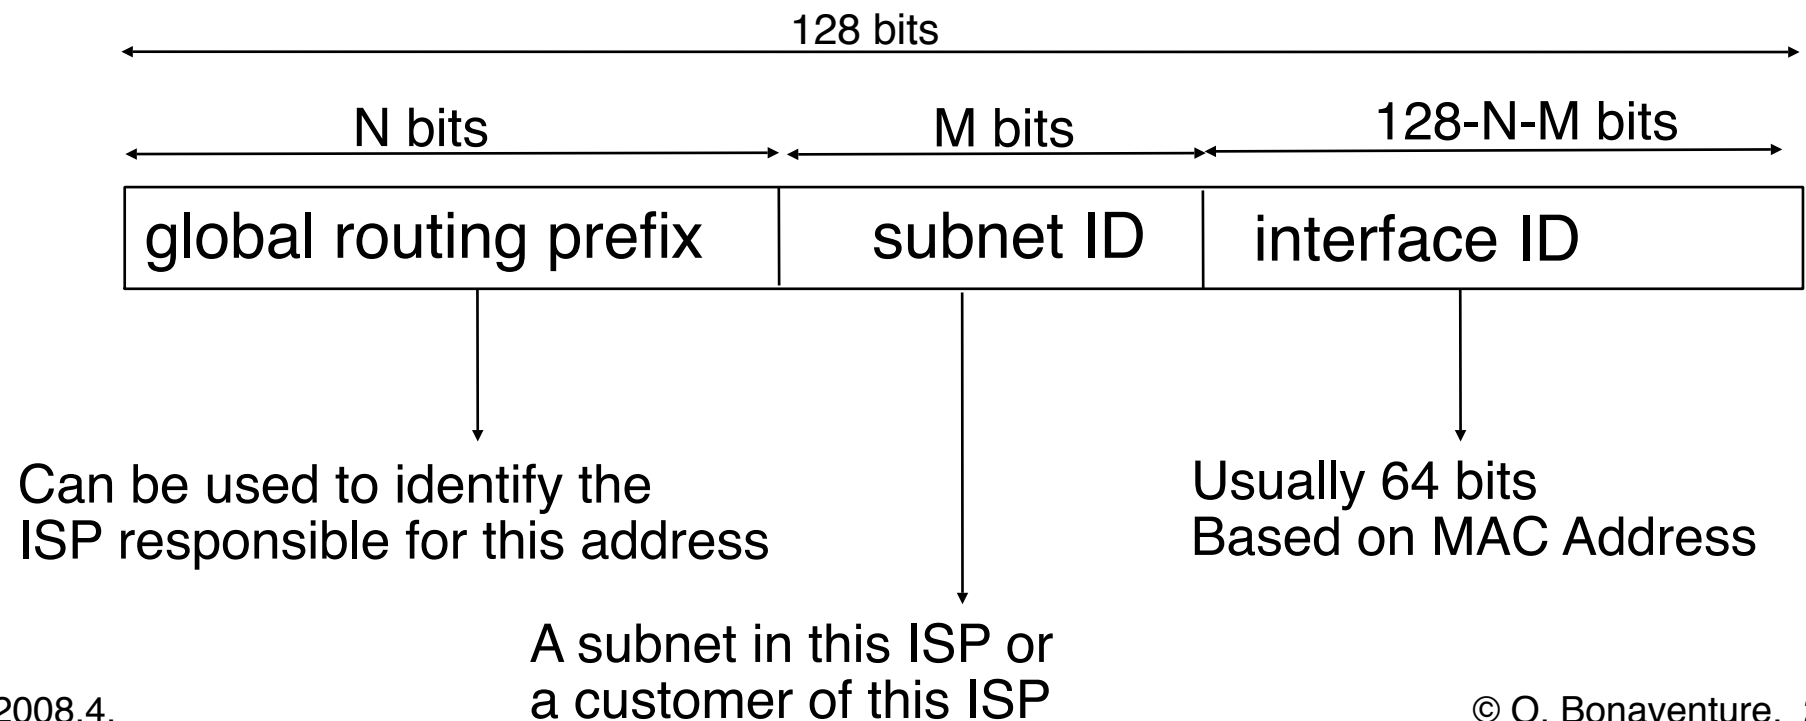 128 bits
N bits
M bits
128-N-M bits
global routing prefix
subnet ID
interface ID
Can be used to identify the
ISP responsible for this address
Usually 64 bits
Based on MAC Address
A subnet in this ISP or
a customer of this ISP
2008.4.
© O. Bonaventure,